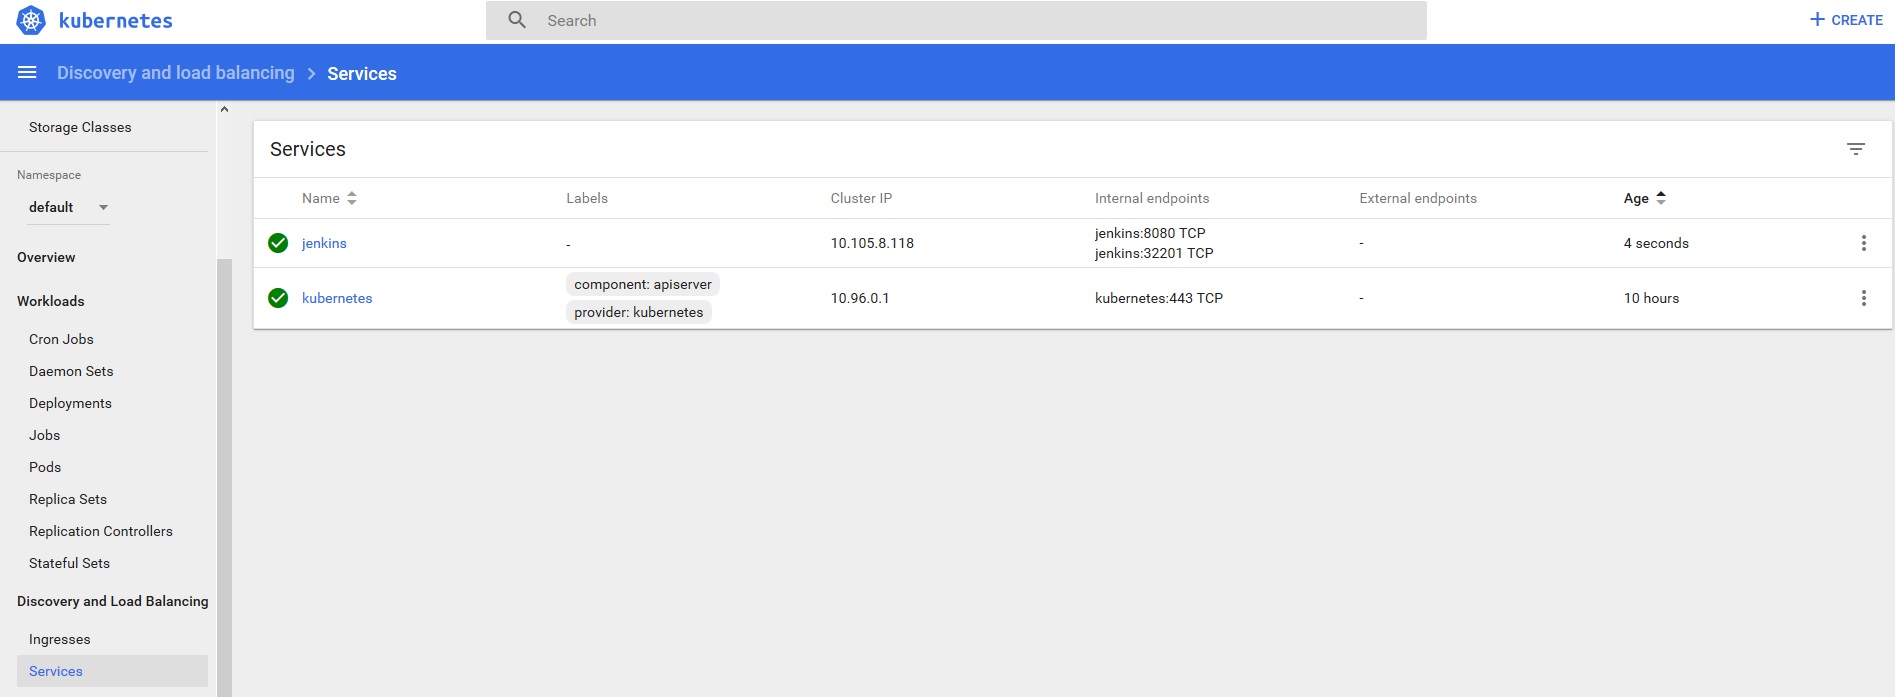 kubernetes
Search
CREATE
Discovery and load balancing > Services
Storage Classes
Namespace
default
Overview
Workloads
Cron Jobs
Daemon Sets
Deployments
Jobs
Pods
Replica Sets
Replication Controllers
Stateful Sets
Discovery and Load Balancing
Ingresses
Services
Services
Name Labels Cluster IP Internal endpoints External endpoints Age
jenkins - 10.105.8.118 jenkins:8080 TCP - 4 seconds
jenkins:32201 TCP
component: apiserver
kubernetes 10.96.0.1 kubernetes:443 TCP - 10 hours
provider: kubernetes